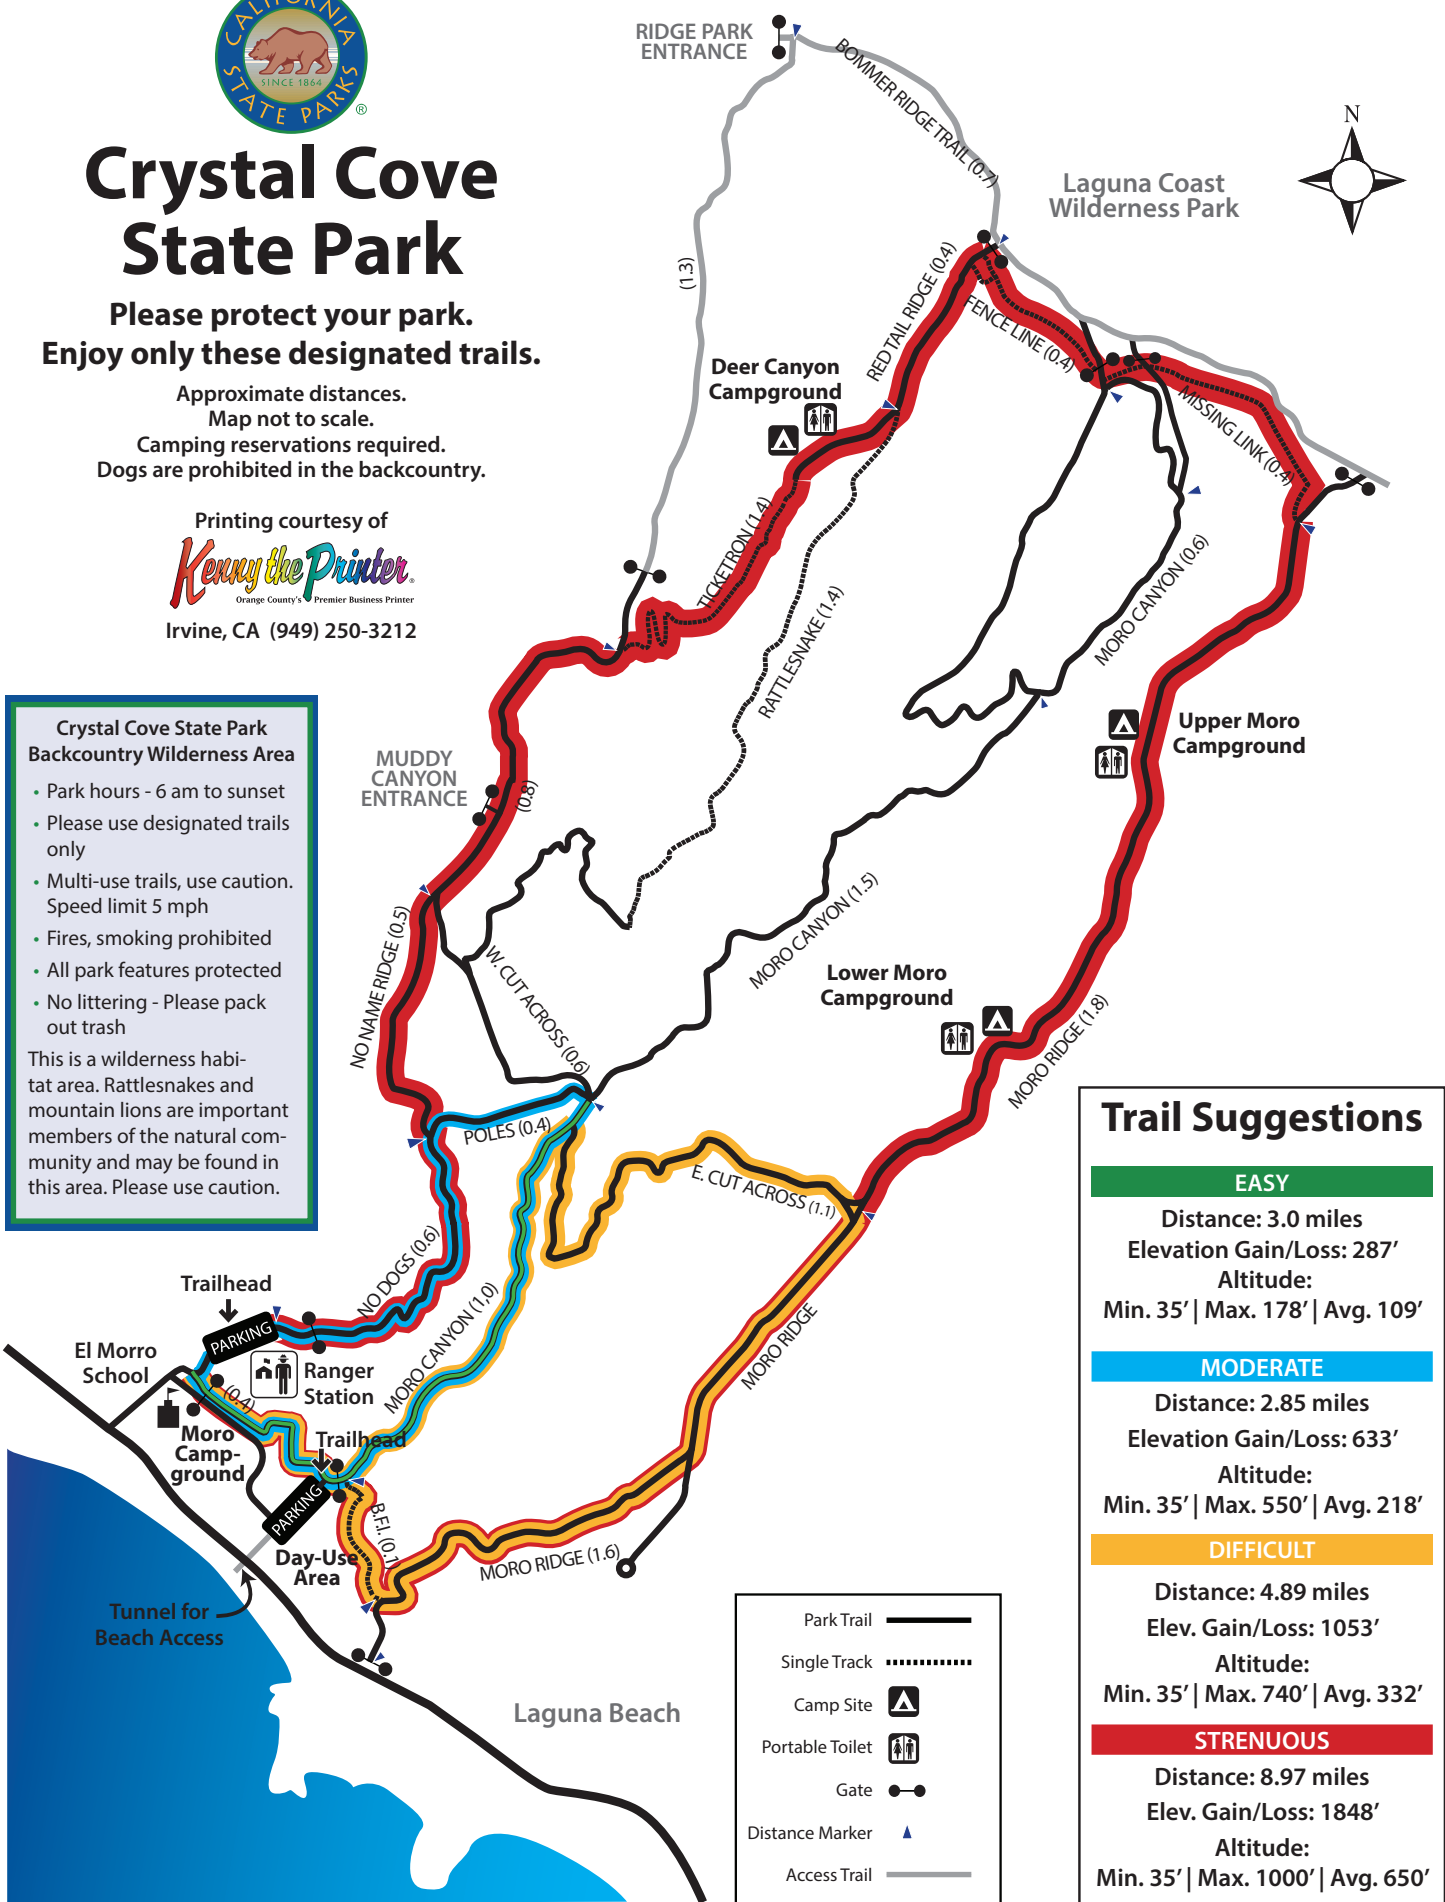 CALIFORNIA
SINCE 1864
STATE PARKS
®
Crystal Cove
State Park
Please protect your park.
Enjoy only these designated trails.
Approximate distances.
Map not to scale.
Camping reservations required.
Dogs are prohibited in the backcountry.
Printing courtesy of
Kenny the Printer®
Orange County's Premier Business Printer
Irvine, CA (949) 250-3212
Crystal Cove State Park
Backcountry Wilderness Area
• Park hours - 6 am to sunset
• Please use designated trails
only
• Multi-use trails, use caution.
Speed limit 5 mph
• Fires, smoking prohibited
• All park features protected
• No littering - Please pack
out trash
This is a wilderness habi-
tat area. Rattlesnakes and
mountain lions are important
members of the natural com-
munity and may be found in
this area. Please use caution.
RIDGE PARK
ENTRANCE
BOMMER RIDGE TRAIL (0.7)
N
Laguna Coast
Wilderness Park
(1.3)
RED TAIL RIDGE (0.4)
FENCE LINE (0.4)
MISSING LINK (0.4)
Deer Canyon
Campground
TICKETRON (1.4)
RATTLESNAKE (1.4)
MORO CANYON (0.6)
Upper Moro
Campground
MUDDY
CANYON
ENTRANCE
(0.8)
NO NAME RIDGE (0.5)
W. CUT ACROSS (0.6)
MORO CANYON (1.5)
Lower Moro
Campground
MORO RIDGE (1.8)
POLES (0.4)
E. CUT ACROSS (1.1)
NO DOGS (0.6)
MORO CANYON (1,0)
MORO RIDGE
Trailhead
PARKING
El Morro
School
Ranger
Station
(0.4)
Moro
Camp-
ground
Trailhead
PARKING
B.F.I. (0.1)
Day-Use
Area
MORO RIDGE (1.6)
Tunnel for
Beach Access
Laguna Beach
Park Trail
Single Track
Camp Site
Portable Toilet
Gate
Distance Marker
Access Trail
Trail Suggestions
EASY
Distance: 3.0 miles
Elevation Gain/Loss: 287’
Altitude:
Min. 35’ | Max. 178’ | Avg. 109’
MODERATE
Distance: 2.85 miles
Elevation Gain/Loss: 633’
Altitude:
Min. 35’ | Max. 550’ | Avg. 218’
DIFFICULT
Distance: 4.89 miles
Elev. Gain/Loss: 1053’
Altitude:
Min. 35’ | Max. 740’ | Avg. 332’
STRENUOUS
Distance: 8.97 miles
Elev. Gain/Loss: 1848’
Altitude:
Min. 35’ | Max. 1000’ | Avg. 650’